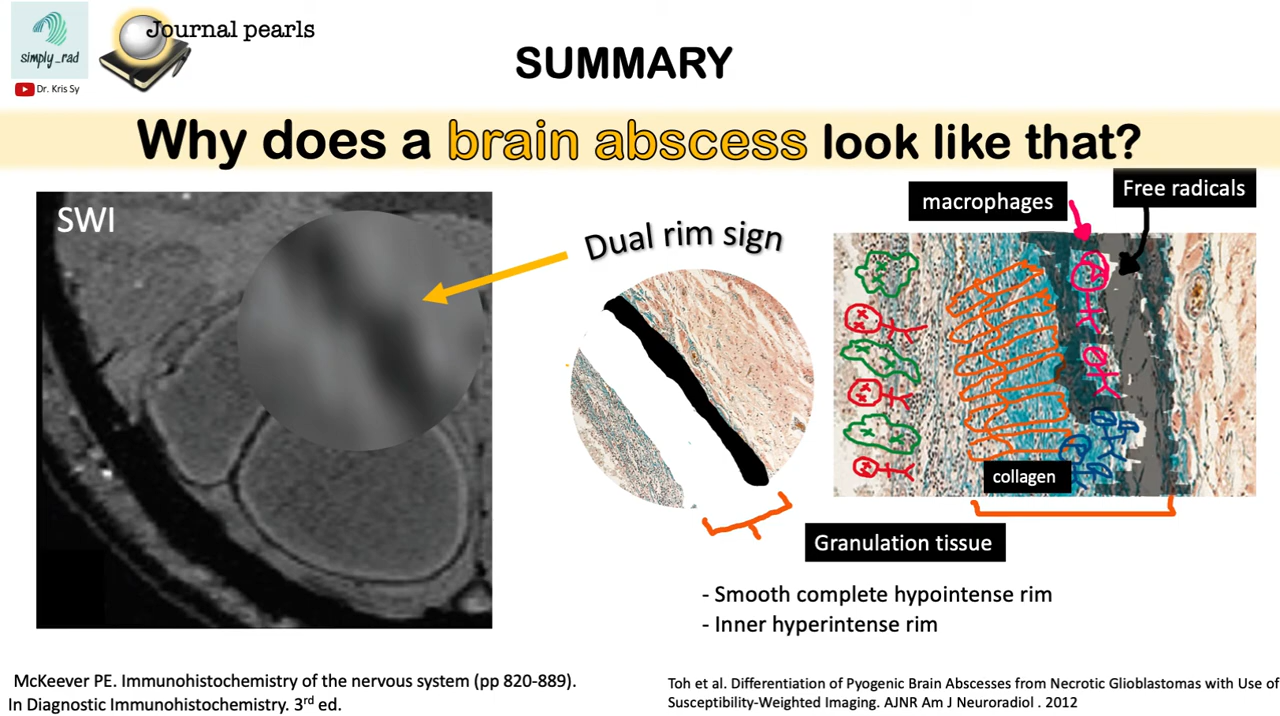 simply_rad
Dr. Kris Sy
Journal pearls
SUMMARY
Why does a brain abscess look like that?
SWI
Dual rim sign
macrophages
Free radicals
collagen
Granulation tissue
- Smooth complete hypointense rim
- Inner hyperintense rim
McKeever PE. Immunohistochemistry of the nervous system (pp 820-889).
In Diagnostic Immunohistochemistry. 3rd ed.
Toh et al. Differentiation of Pyogenic Brain Abscesses from Necrotic Glioblastomas with Use of
Susceptibility-Weighted Imaging. AJNR Am J Neuroradiol . 2012